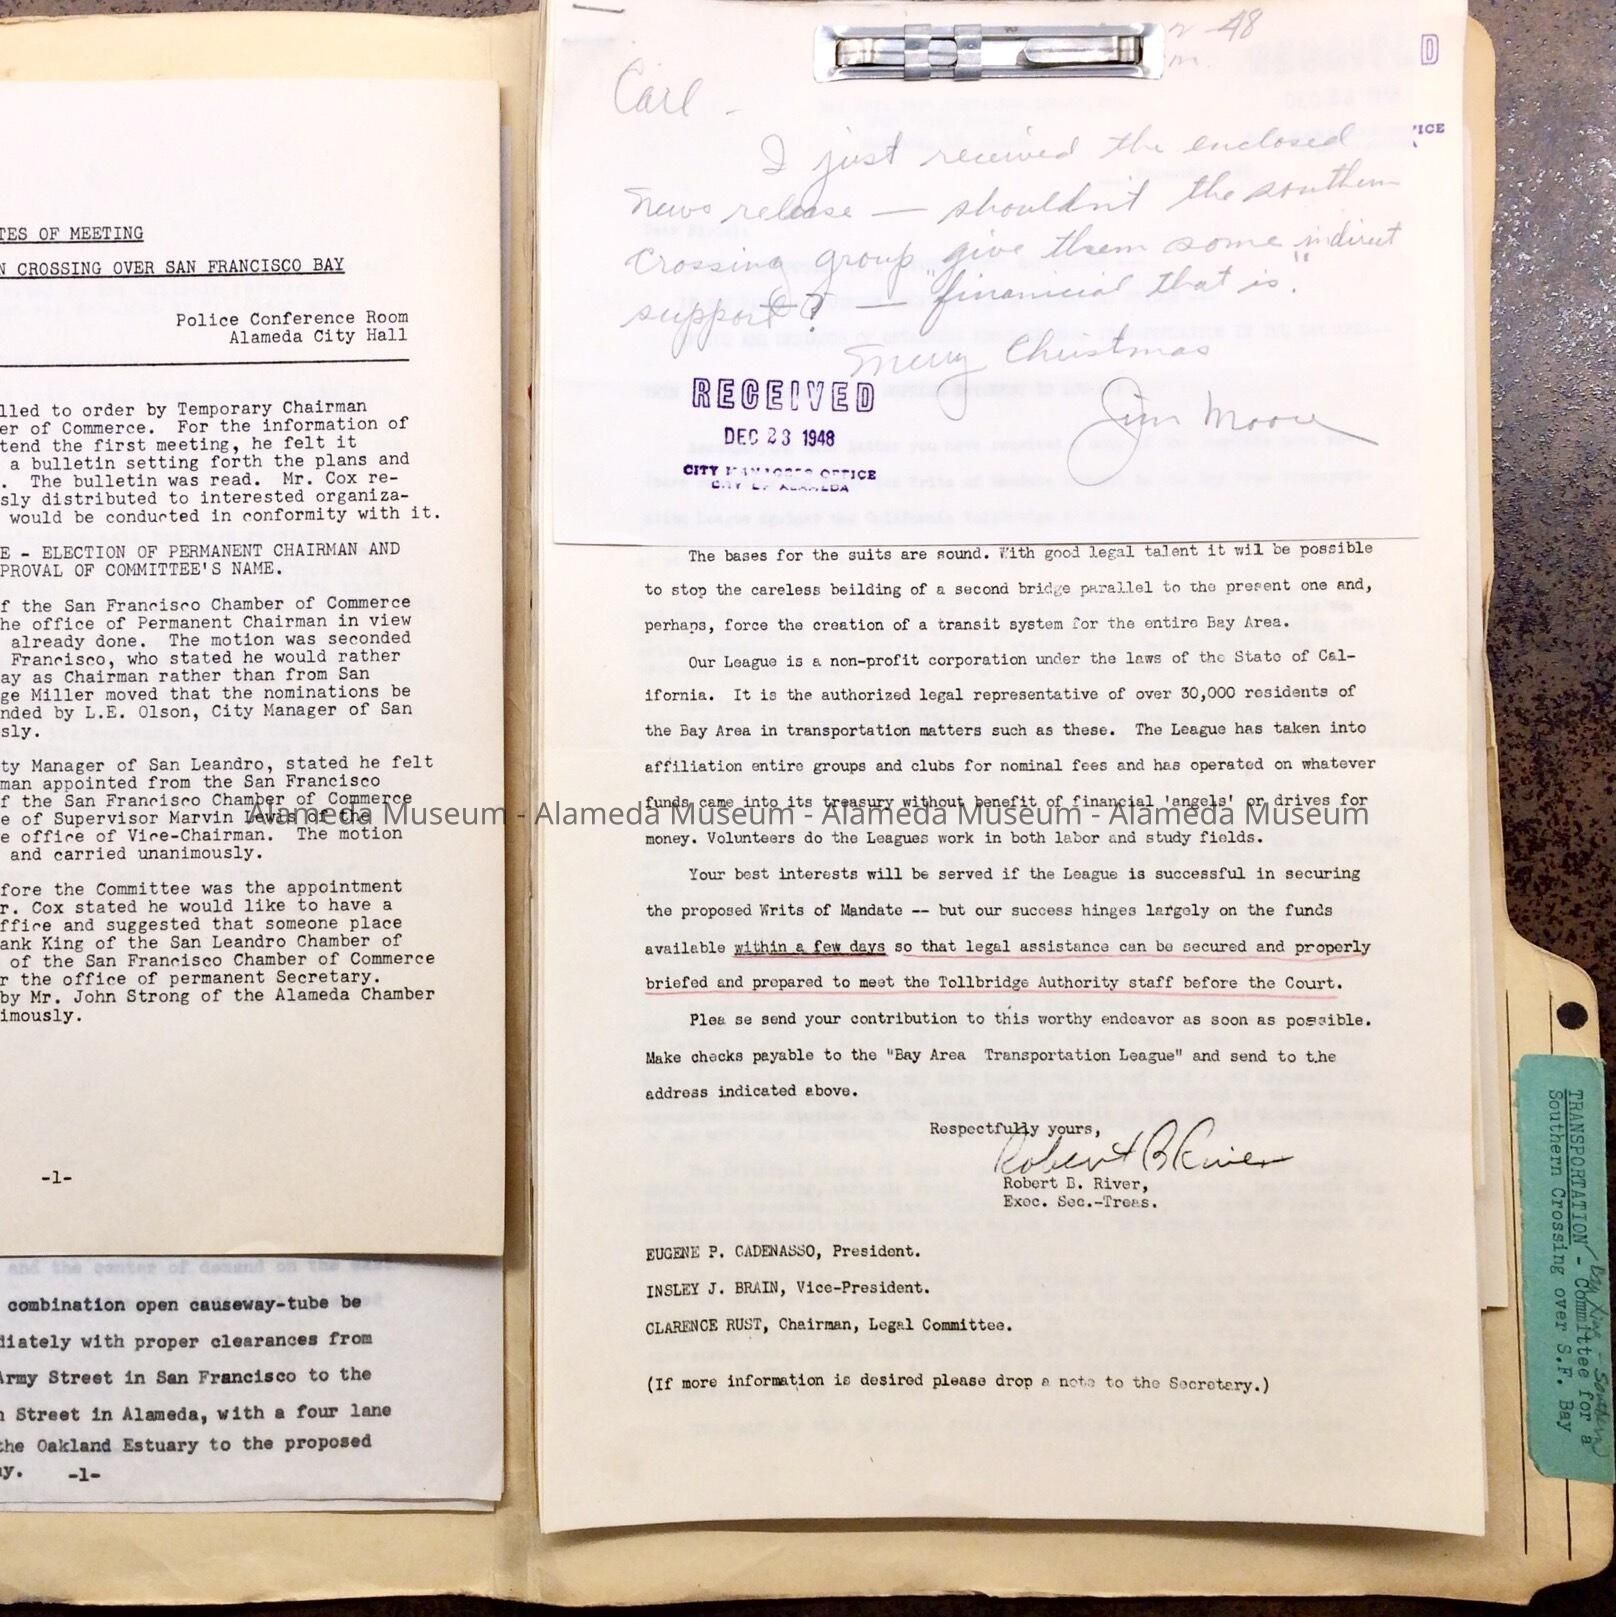 TES OF MEETING
N CROSSING OVER SAN FRANCISCO BAY
Police Conference Room
Alameda City Hall
lled to order by Temporary Chairman
er of Commerce. For the information of
tend the first meeting, he felt it
a bulletin setting forth the plans and
. The bulletin was read. Mr. Cox re-
sly distributed to interested organiza-
would be conducted in conformity with it.
E - ELECTION OF PERMANENT CHAIRMAN AND
PROVAL OF COMMITTEE'S NAME.
f the San Francisco Chamber of Commerce
he office of Permanent Chairman in view
already done. The motion was seconded
Francisco, who stated he would rather
ay as Chairman rather than from San
ge Miller moved that the nominations be
nded by L.E. Olson, City Manager of San
sly.
ty Manager of San Leandro, stated he felt
man appointed from the San Francisco
f the San Francisco Chamber of Commerce
e of Supervisor Marvin Lewis of the
e office of Vice-Chairman. The motion
and carried unanimously.
fore the Committee was the appointment
r. Cox stated he would like to have a
ffice and suggested that someone place
ank King of the San Leandro Chamber of
of the San Francisco Chamber of Commerce
r the office of permanent Secretary.
by Mr. John Strong of the Alameda Chamber
imously.
-1-
combination open causeway-tube be
diately with proper clearances from
Army Street in San Francisco to the
h Street in Alameda, with a four lane
the Oakland Estuary to the proposed
ay. -1-
48
D
ICE
Carl -
I just received the enclosed
news release — shouldn't the southern
crossing group give them some indirect
support? — "financial that is."
Merry Christmas
Jim Moore
RECEIVED
DEC 23 1948
CITY OFFICE
CITY OF ALAMEDA
The bases for the suits are sound. With good legal talent it wil be possible
to stop the careless beilding of a second bridge parallel to the present one and,
perhaps, force the creation of a transit system for the entire Bay Area.
Our League is a non-profit corporation under the laws of the State of Cal-
ifornia. It is the authorized legal representative of over 30,000 residents of
the Bay Area in transportation matters such as these. The League has taken into
affiliation entire groups and clubs for nominal fees and has operated on whatever
funds came into its treasury without benefit of financial 'angels' or drives for
money. Volunteers do the Leagues work in both labor and study fields.
Your best interests will be served if the League is successful in securing
the proposed Writs of Mandate -- but our success hinges largely on the funds
available within a few days so that legal assistance can be secured and properly
briefed and prepared to meet the Tollbridge Authority staff before the Court.
Plea se send your contribution to this worthy endeavor as soon as possible.
Make checks payable to the "Bay Area Transportation League" and send to the
address indicated above.
Respectfully yours,
Robert B River
Robert B. River,
Exec. Sec.-Treas.
EUGENE P. CADENASSO, President.
INSLEY J. BRAIN, Vice-President.
CLARENCE RUST, Chairman, Legal Committee.
(If more information is desired please drop a note to the Secretary.)
TRANSPORTATION - Committee for a
Southern Crossing over S.F. Bay
Alameda Museum - Alameda Museum - Alameda Museum - Alameda Museum